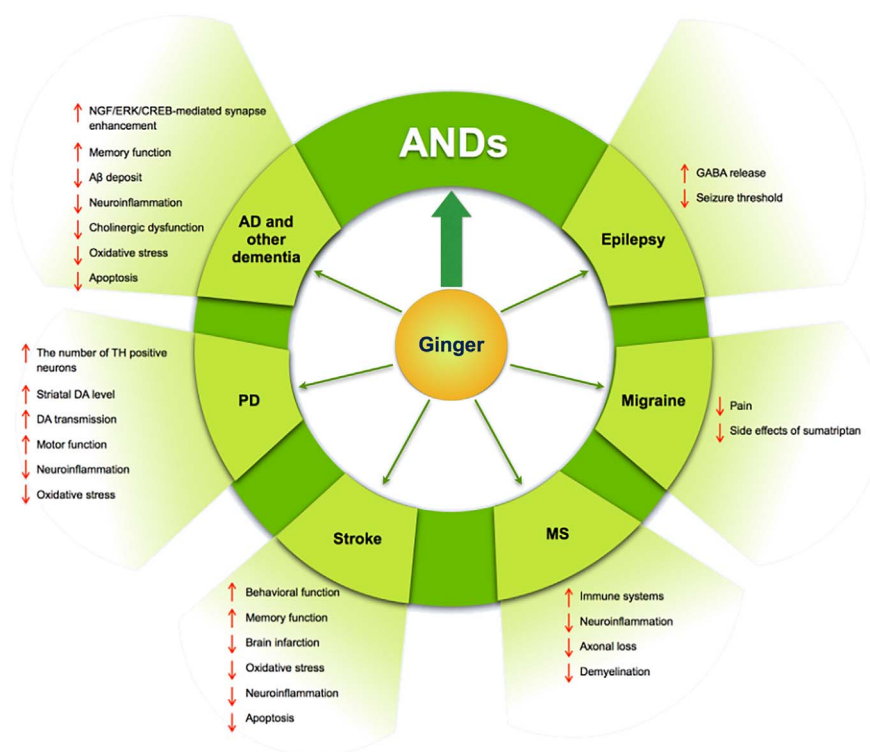 ANDs
Ginger
AD and
other
dementia
↑ NGF/ERK/CREB-mediated synapse
enhancement
↑ Memory function
↓ Aβ deposit
↓ Neuroinflammation
↓ Cholinergic dysfunction
↓ Oxidative stress
↓ Apoptosis
Epilepsy
↑ GABA release
↓ Seizure threshold
PD
↑ The number of TH positive
neurons
↑ Striatal DA level
↑ DA transmission
↑ Motor function
↓ Neuroinflammation
↓ Oxidative stress
Migraine
↓ Pain
↓ Side effects of sumatriptan
Stroke
↑ Behavioral function
↑ Memory function
↓ Brain infarction
↓ Oxidative stress
↓ Neuroinflammation
↓ Apoptosis
MS
↑ Immune systems
↓ Neuroinflammation
↓ Axonal loss
↓ Demyelination